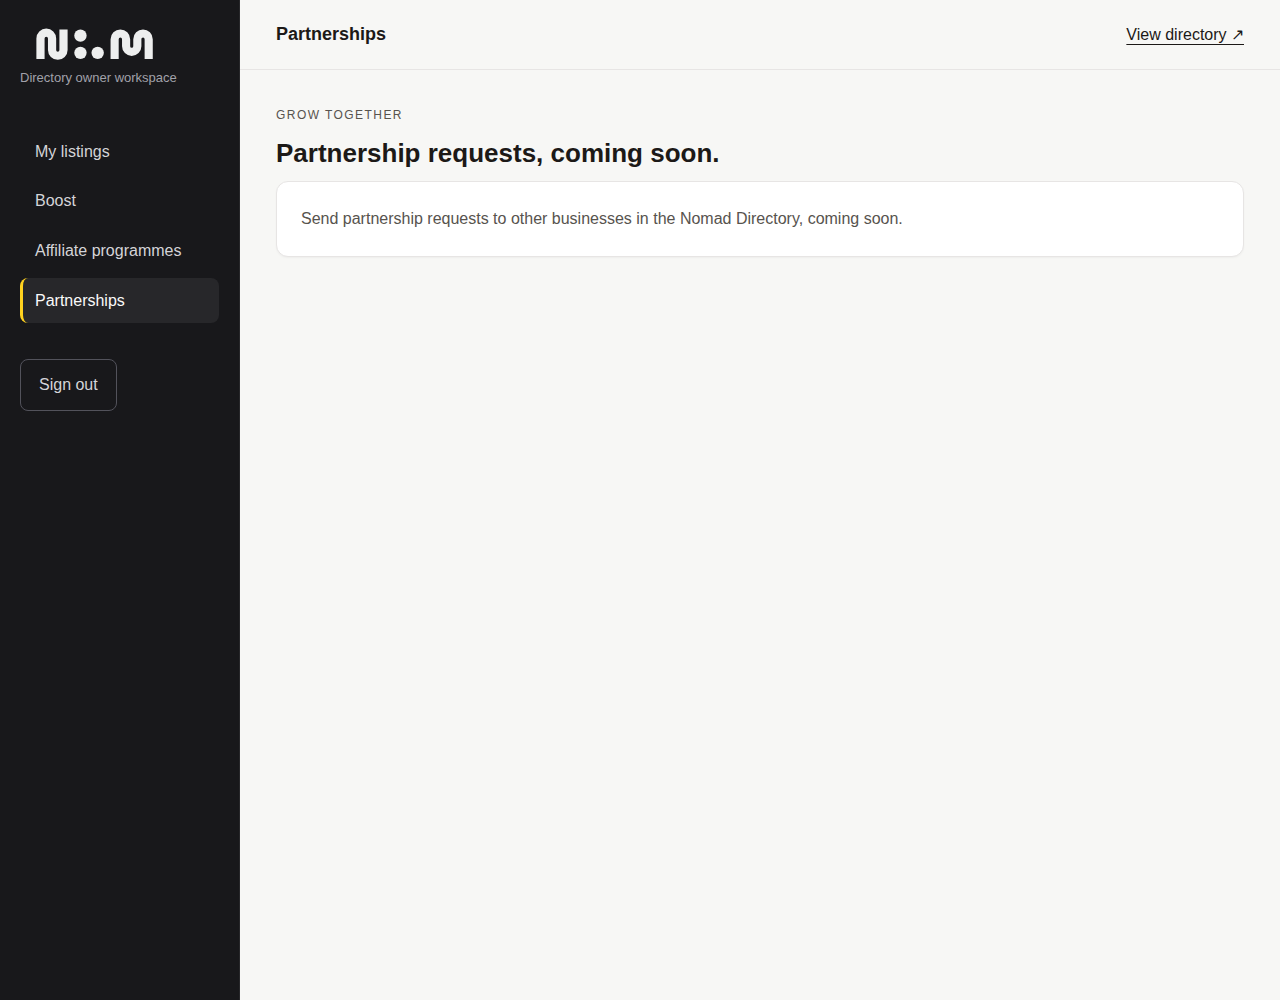 Directory owner workspace
My listings
Boost
Affiliate programmes
Partnerships
Sign out
Partnerships
View directory ↗
GROW TOGETHER
Partnership requests, coming soon.
Send partnership requests to other businesses in the Nomad Directory, coming soon.